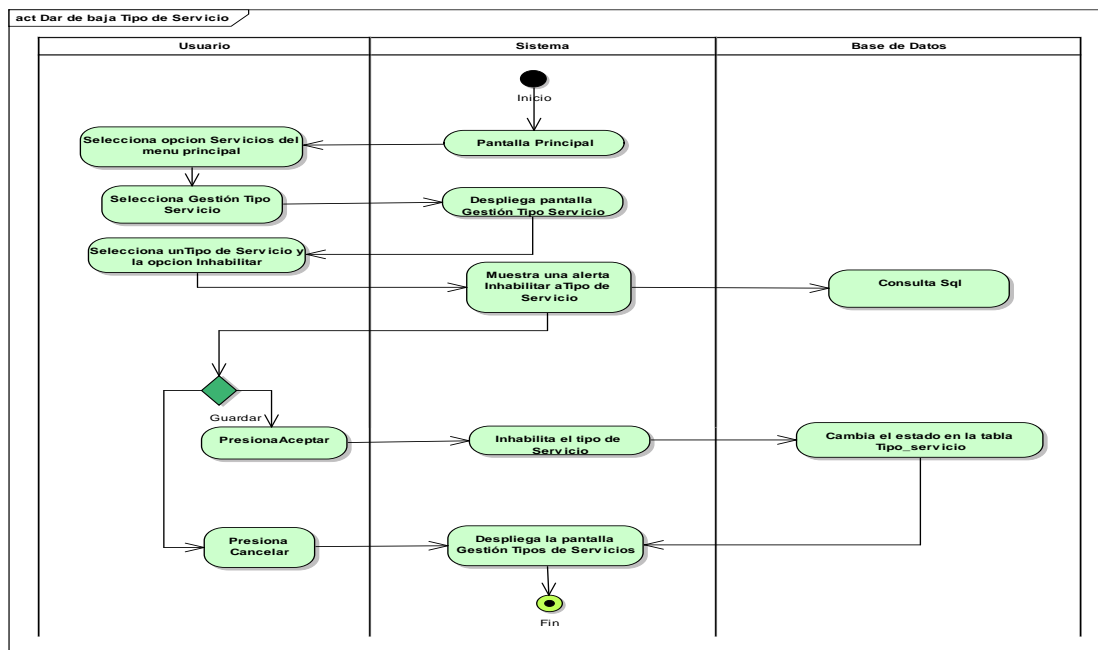 act Dar de baja Tipo de Servicio
Usuario
Sistema
Base de Datos
Inicio
Selecciona opcion Servicios del
menu principal
Pantalla Principal
Selecciona Gestión Tipo
Servicio
Despliega pantalla
Gestión Tipo Servicio
Selecciona unTipo de Servicio y
la opcion Inhabilitar
Muestra una alerta
Inhabilitar aTipo de
Servicio
Consulta Sql
Guardar
PresionaAceptar
Inhabilita el tipo de
Servicio
Cambia el estado en la tabla
Tipo_servicio
Presiona
Cancelar
Despliega la pantalla
Gestión Tipos de Servicios
Fin